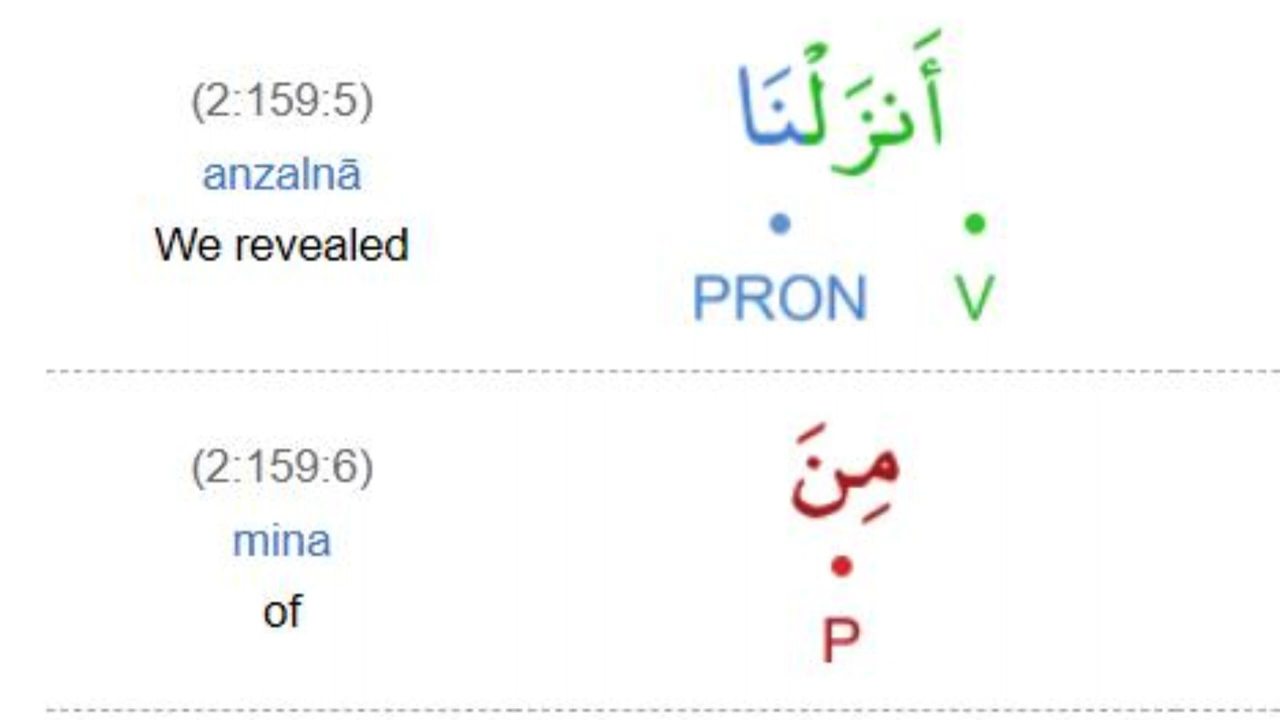 (2:159:5)
anzalnā
We revealed
أَنزَلْنَا
PRON V
(2:159:6)
mina
of
مِنَ
P